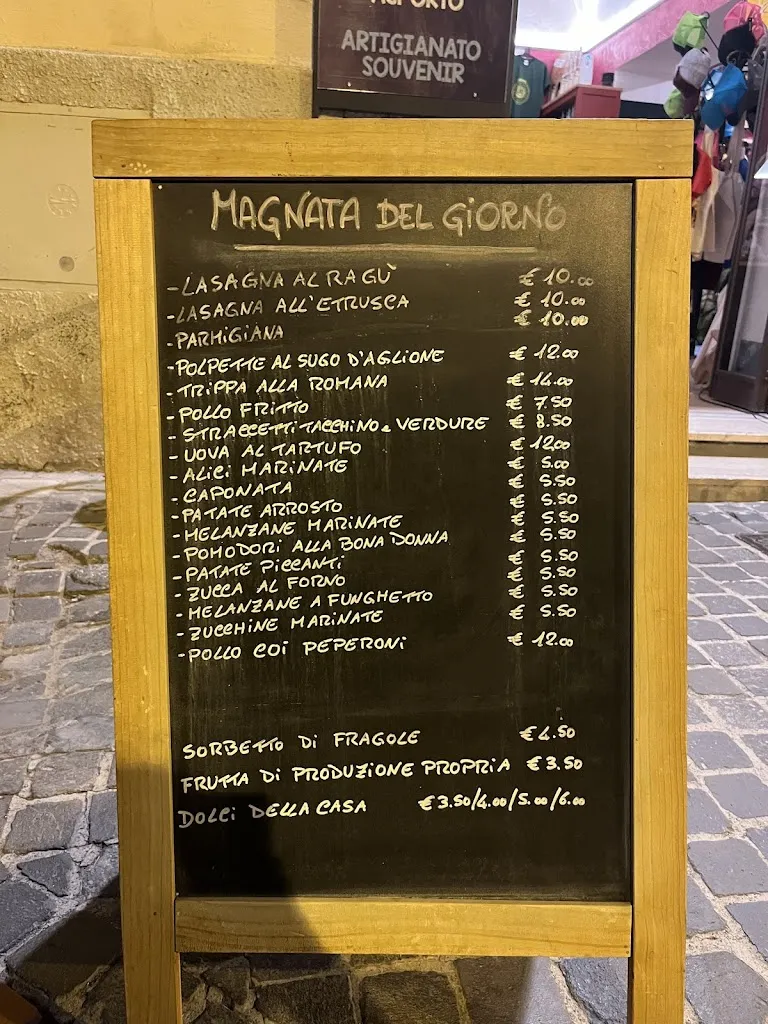 ARTIGIANATO
SOUVENIR
MAGNATA DEL GIORNO
- LASAGNA AL RAGÙ € 10.00
- LASAGNA ALL'ETRUSCA € 10.00
- PARMIGIANA € 10.00
- POLPETTE AL SUGO D'AGLIONE € 12.00
- TRIPPA ALLA ROMANA € 14.00
- POLLO FRITTO € 7.50
- STRACCETTI TACCHINO e VERDURE € 8.50
- UOVA AL TARTUFO € 12.00
- ALICI MARINATE € 5.00
- CAPONATA € 5.50
- PATATE ARROSTO € 5.50
- MELANZANE MARINATE € 5.50
- POMODORI ALLA BONA DONNA € 5.50
- PATATE PICCANTI € 5.50
- ZUCCA AL FORNO € 5.50
- MELANZANE A FUNGHETTO € 5.50
- ZUCCHINE MARINATE € 5.50
- POLLO COI PEPERONI € 12.00
SORBETTO DI FRAGOLE € 4.50
FRUTTA DI PRODUZIONE PROPRIA € 3.50
DOLCI DELLA CASA € 3.50/4.00/5.00/6.00